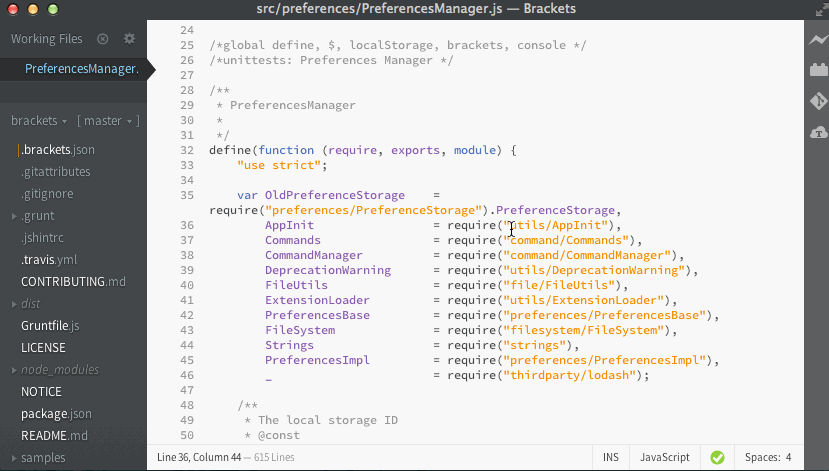 src/preferences/PreferencesManager.js — Brackets
Working Files
PreferencesManager.
brackets
[ master ]
.brackets.json
.gitattributes
.gitignore
.grunt
.jshintrc
.travis.yml
CONTRIBUTING.md
dist
Gruntfile.js
LICENSE
node_modules
NOTICE
package.json
README.md
samples
24
25 /*global define, $, localStorage, brackets, console */
26 /*unittests: Preferences Manager */
27
28 /**
29  * PreferencesManager
30  *
31  */
32 define(function (require, exports, module) {
33     "use strict";
34
35     var OldPreferenceStorage    =
require("preferences/PreferenceStorage").PreferenceStorage,
36         AppInit                 = require("utils/AppInit"),
37         Commands                = require("command/Commands"),
38         CommandManager          = require("command/CommandManager"),
39         DeprecationWarning      = require("utils/DeprecationWarning"),
40         FileUtils               = require("file/FileUtils"),
41         ExtensionLoader         = require("utils/ExtensionLoader"),
42         PreferencesBase         = require("preferences/PreferencesBase"),
43         FileSystem              = require("filesystem/FileSystem"),
44         Strings                 = require("strings"),
45         PreferencesImpl         = require("preferences/PreferencesImpl"),
46         _                       = require("thirdparty/lodash");
47
48     /**
49      * The local storage ID
50      * @const
Line 36, Column 44 — 615 Lines
INS
JavaScript
Spaces: 4